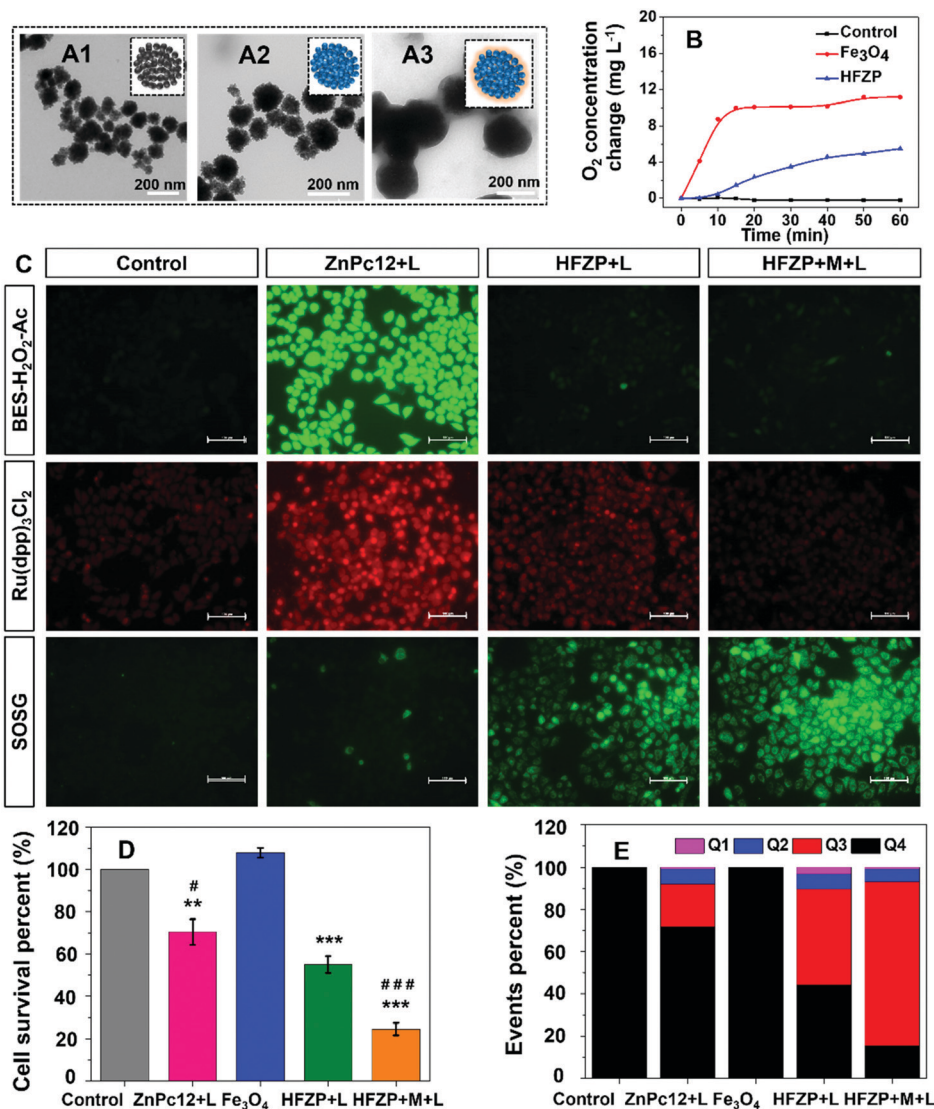 A1
A2
A3
200 nm
200 nm
200 nm
B
Control
Fe₃O₄
HFZP
O₂ concentration
change (mg L⁻¹)
20
16
12
8
4
0
0 10 20 30 40 50 60
Time (min)
C
Control
ZnPc12+L
HFZP+L
HFZP+M+L
BES-H₂O₂-Ac
Ru(dpp)₃Cl₂
SOSG
D
Cell survival percent (%)
120
100
80
60
40
20
0
#
**
***
###
***
Control ZnPc12+L Fe₃O₄ HFZP+L HFZP+M+L
E
Q1 Q2 Q3 Q4
Events percent (%)
120
100
80
60
40
20
0
Control ZnPc12+L Fe₃O₄ HFZP+L HFZP+M+L